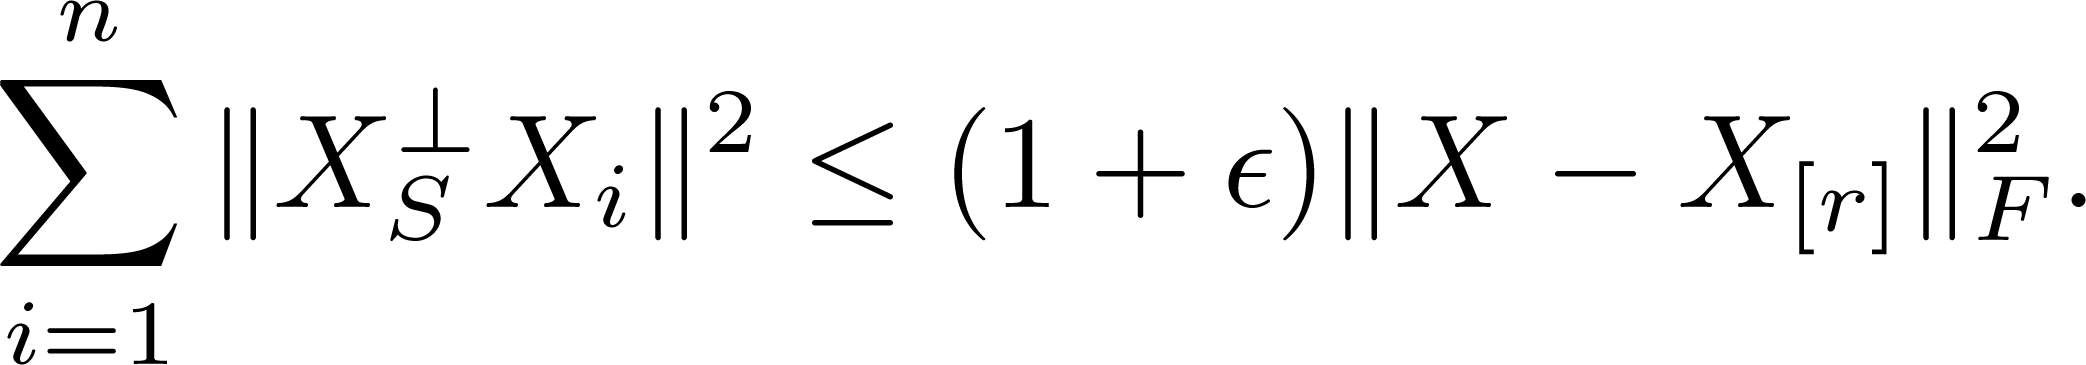 \sum_{i=1}^{n} \|X_S^{\perp} X_i\|^2 \leq (1 + \epsilon)\|X - X_{[r]}\|_F^2.